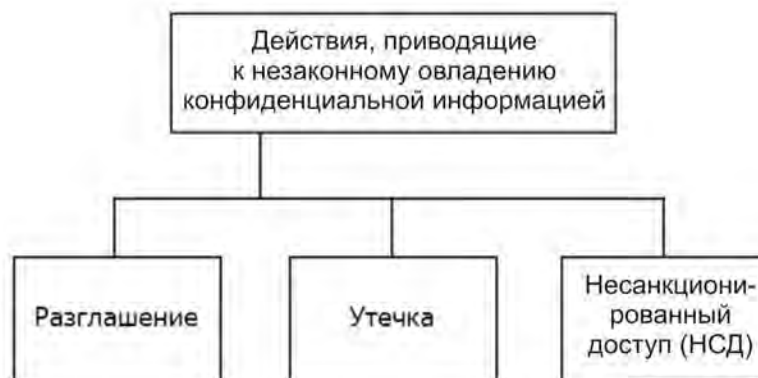 Действия, приводящие
к незаконному овладению
конфиденциальной информацией
Разглашение
Утечка
Несанкциони-
рованный
доступ (НСД)